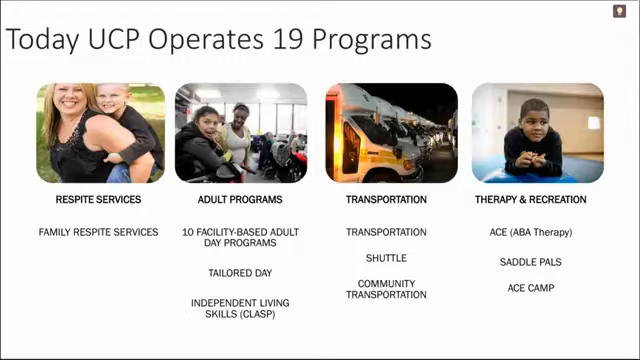 Today UCP Operates 19 Programs
RESPITE SERVICES
FAMILY RESPITE SERVICES
ADULT PROGRAMS
10 FACILITY-BASED ADULT
DAY PROGRAMS
TAILORED DAY
INDEPENDENT LIVING
SKILLS (CLASP)
TRANSPORTATION
TRANSPORTATION
SHUTTLE
COMMUNITY
TRANSPORTATION
THERAPY & RECREATION
ACE (ABA Therapy)
SADDLE PALS
ACE CAMP